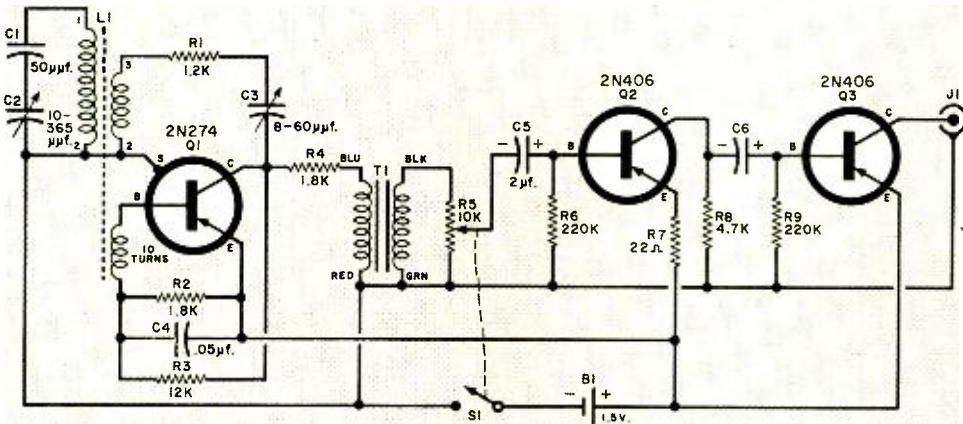 C1
50µµf.
C2
10-
365
µµf.
1
L1
2
3
2
R1
1.2K
C3
8-60µµf.
2N274
Q1
S
C
B
E
10
TURNS
R2
1.8K
C4
.05µf.
R3
12K
R4
1.8K
BLU
T1
BLK
RED
GRN
R5
10K
C5
- +
2µf.
R6
220K
2N406
Q2
B
C
E
R7
22Ω
R8
4.7K
C6
- +
R9
220K
2N406
Q3
B
C
E
J1
S1
B1
- +
1.5V.